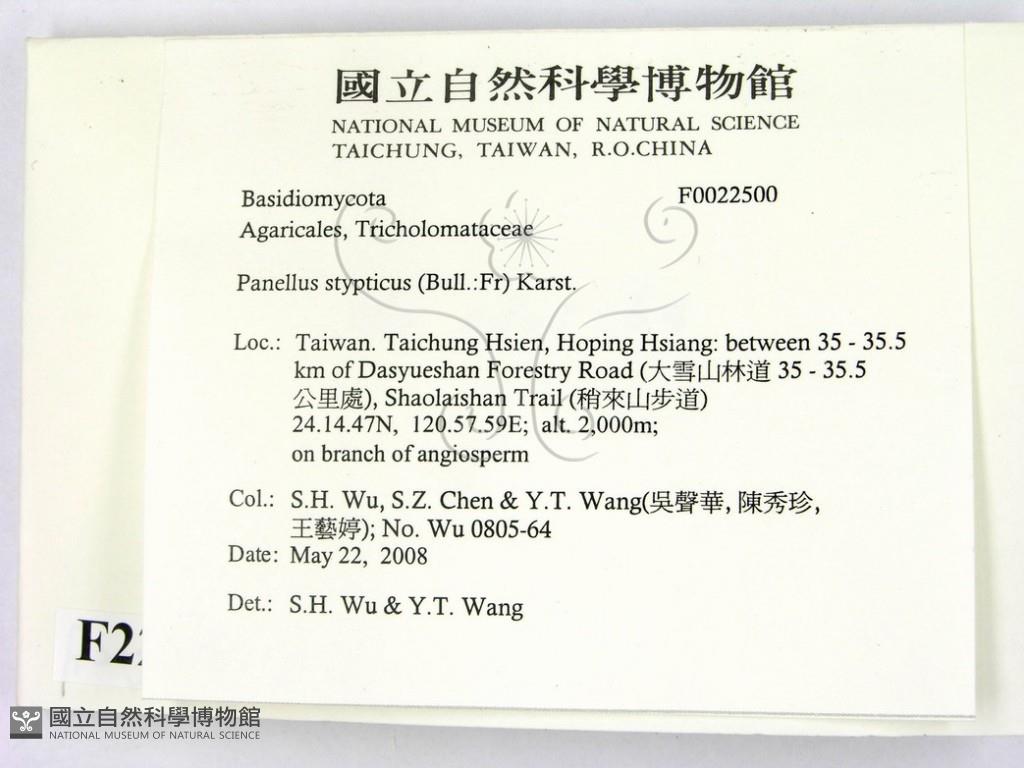 國立自然科學博物館
NATIONAL MUSEUM OF NATURAL SCIENCE
TAICHUNG, TAIWAN, R.O.CHINA
Basidiomycota F0022500
Agaricales, Tricholomataceae
Panellus stypticus (Bull.:Fr) Karst.
Loc.: Taiwan. Taichung Hsien, Hoping Hsiang: between 35 - 35.5
km of Dasyueshan Forestry Road (大雪山林道 35 - 35.5
公里處), Shaolaishan Trail (稍來山步道)
24.14.47N, 120.57.59E; alt. 2,000m;
on branch of angiosperm
Col.: S.H. Wu, S.Z. Chen & Y.T. Wang(吳聲華, 陳秀珍,
王藝婷); No. Wu 0805-64
Date: May 22, 2008
Det.: S.H. Wu & Y.T. Wang
國立自然科學博物館
NATIONAL MUSEUM OF NATURAL SCIENCE